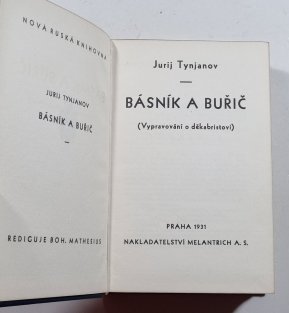 NOVÁ RUSKÁ KNIHOVNA
JURIJ TYNJANOV
BÁSNÍK A BUŘIČ
REDIGUJE BOH. MATHESIUS
Jurij Tynjanov
BÁSNÍK A BUŘIČ
(Vypravování o děkabristovi)
PRAHA 1931
NAKLADATELSTVÍ MELANTRICH A. S.